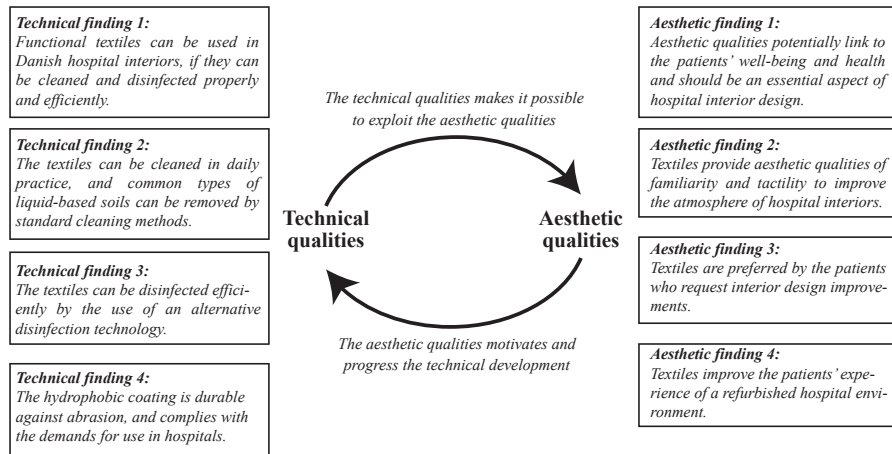 Technical finding 1:
Functional textiles can be used in
Danish hospital interiors, if they can
be cleaned and disinfected properly
and efficiently.
Technical finding 2:
The textiles can be cleaned in daily
practice, and common types of
liquid-based soils can be removed by
standard cleaning methods.
Technical finding 3:
The textiles can be disinfected effici-
ently by the use of an alternative
disinfection technology.
Technical finding 4:
The hydrophobic coating is durable
against abrasion, and complies with
the demands for use in hospitals.
The technical qualities makes it possible
to exploit the aesthetic qualities
Technical
qualities
Aesthetic
qualities
The aesthetic qualities motivates and
progress the technical development
Aesthetic finding 1:
Aesthetic qualities potentially link to
the patients' well-being and health
and should be an essential aspect of
hospital interior design.
Aesthetic finding 2:
Textiles provide aesthetic qualities of
familiarity and tactility to improve
the atmosphere of hospital interiors.
Aesthetic finding 3:
Textiles are preferred by the patients
who request interior design improve-
ments.
Aesthetic finding 4:
Textiles improve the patients' expe-
rience of a refurbished hospital envi-
ronment.